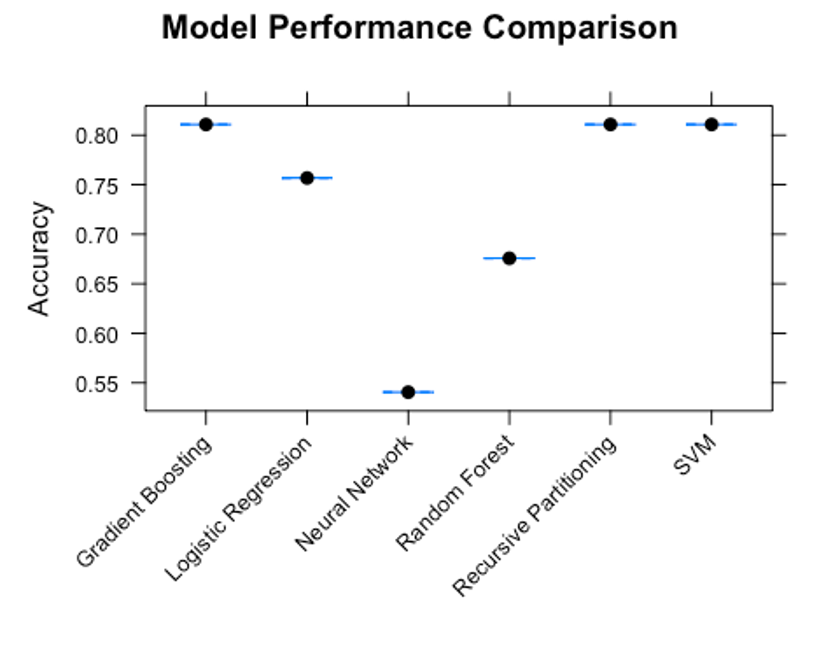 Model Performance Comparison
Accuracy
0.80
0.75
0.70
0.65
0.60
0.55
Gradient Boosting
Logistic Regression
Neural Network
Random Forest
Recursive Partitioning
SVM